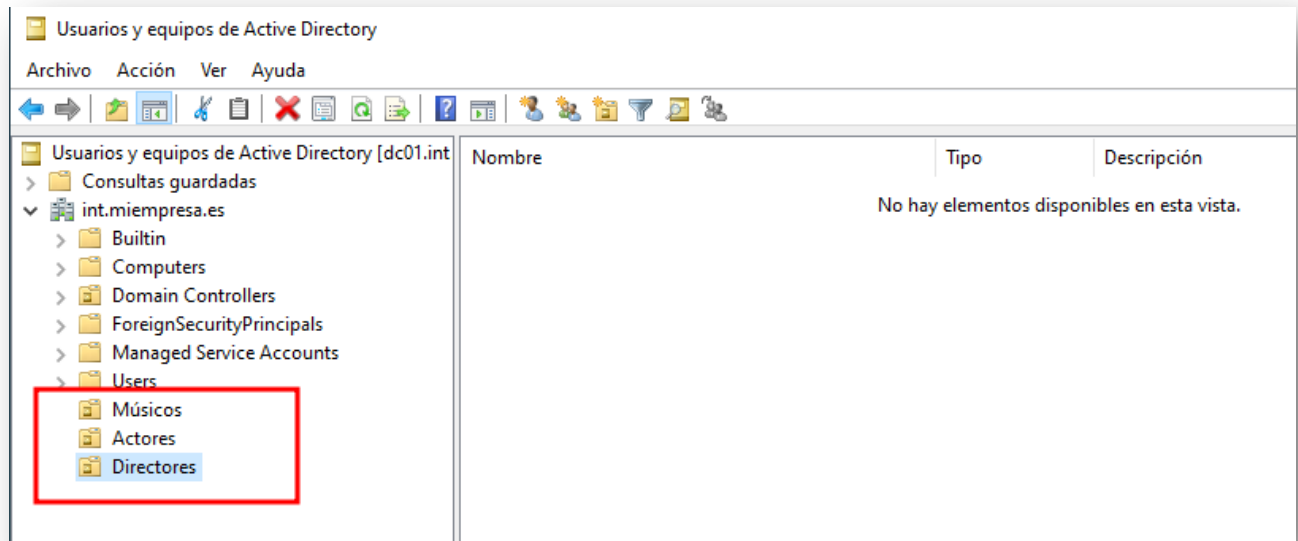 Usuarios y equipos de Active Directory
Archivo Acción Ver Ayuda
Usuarios y equipos de Active Directory [dc01.int
Consultas guardadas
int.miempresa.es
Builtin
Computers
Domain Controllers
ForeignSecurityPrincipals
Managed Service Accounts
Users
Músicos
Actores
Directores
Nombre Tipo Descripción
No hay elementos disponibles en esta vista.